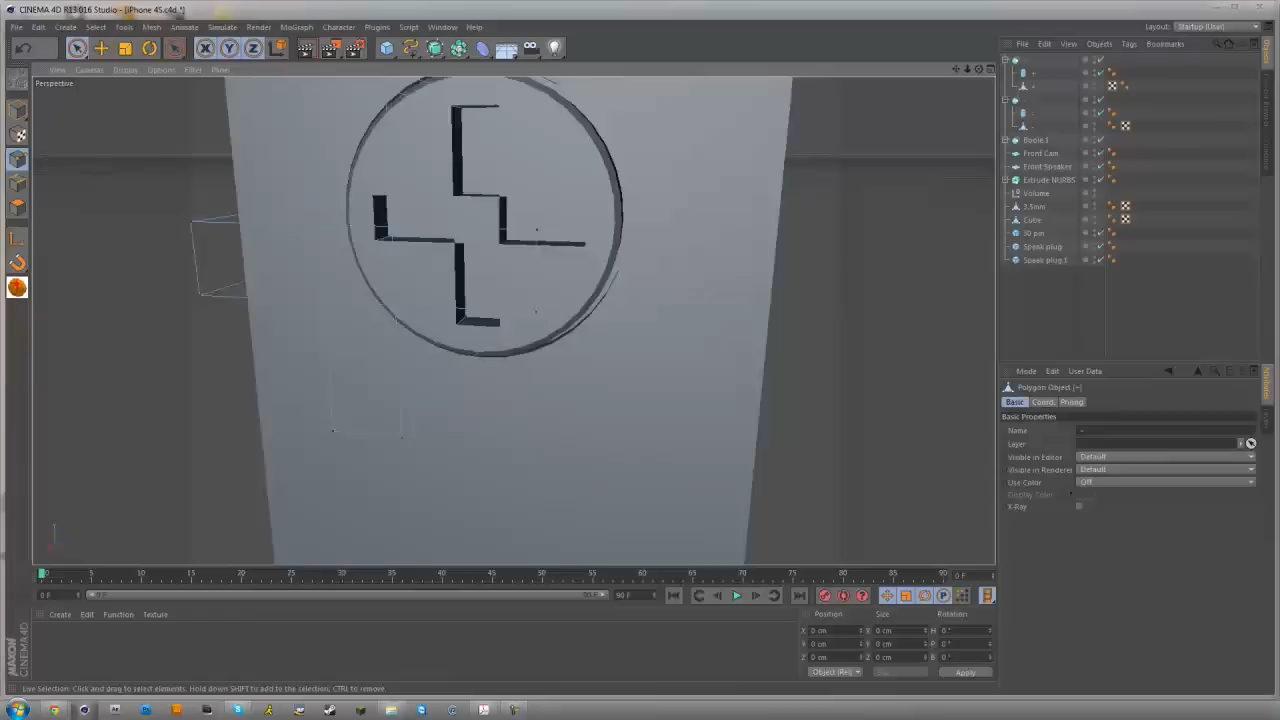 CINEMA 4D R13.016 Studio - [iPhone 4S.c4d *]
File Edit Create Select Tools Mesh Animate Simulate Render MoGraph Character Plugins Script Window Help
Layout: Startup (User)
File Edit View Objects Tags Bookmarks
View Cameras Display Options Filter Panel
Perspective
Boole.1
Front Cam
Front Speaker
Extrude NURBS
Volume
3.5mm
Cube
30 pin
Speak plug
Speak plug.1
Mode Edit User Data
Polygon Object [-]
Basic Coord. Phong
Basic Properties
Name -
Layer
Visible in Editor Default
Visible in Renderer Default
Use Color Off
Display Color
X-Ray
0 5 10 15 20 25 30 35 40 45 50 55 60 65 70 75 80 85 90 0 F
0 F 90 F
Create Edit Function Texture
Position Size Rotation
X 0 cm X 0 cm H 0 °
Y 0 cm Y 0 cm P 0 °
Z 0 cm Z 0 cm B 0 °
Object (Rel) Apply
MAXON CINEMA 4D
Live Selection: Click and drag to select elements. Hold down SHIFT to add to the selection, CTRL to remove.